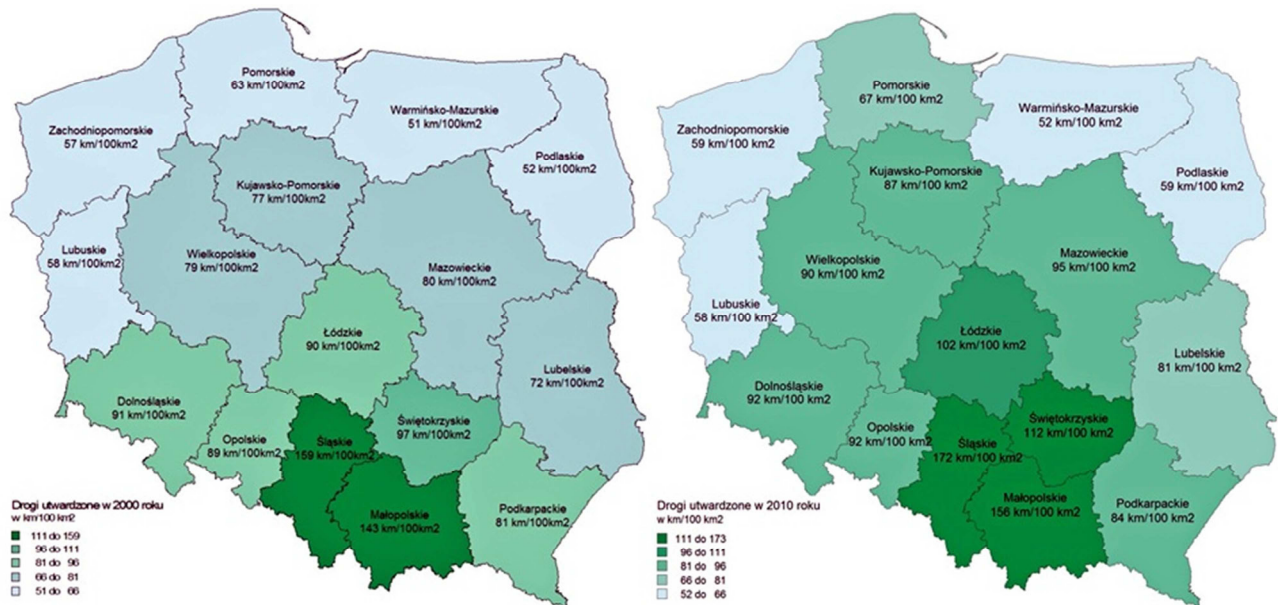 Pomorskie
63 km/100km2
Warmińsko-Mazurskie
51 km/100km2
Zachodniopomorskie
57 km/100km2
Podlaskie
52 km/100km2
Kujawsko-Pomorskie
77 km/100km2
Lubuskie
58 km/100km2
Wielkopolskie
79 km/100km2
Mazowieckie
80 km/100km2
Łódzkie
90 km/100km2
Lubelskie
72 km/100km2
Dolnośląskie
91 km/100km2
Opolskie
89 km/100km2
Śląskie
159 km/100km2
Świętokrzyskie
97 km/100km2
Małopolskie
143 km/100km2
Podkarpackie
81 km/100km2
Drogi utwardzone w 2000 roku
w km/100 km2
111 do 159
96 do 111
81 do 96
66 do 81
51 do 66
Pomorskie
67 km/100 km2
Warmińsko-Mazurskie
52 km/100 km2
Zachodniopomorskie
59 km/100 km2
Podlaskie
59 km/100 km2
Kujawsko-Pomorskie
87 km/100 km2
Wielkopolskie
90 km/100 km2
Mazowieckie
95 km/100 km2
Lubuskie
58 km/100 km2
Łódzkie
102 km/100 km2
Lubelskie
81 km/100 km2
Dolnośląskie
92 km/100 km2
Opolskie
92 km/100 km2
Śląskie
172 km/100 km2
Świętokrzyskie
112 km/100 km2
Małopolskie
156 km/100 km2
Podkarpackie
84 km/100 km2
Drogi utwardzone w 2010 roku
w km/100 km2
111 do 173
96 do 111
81 do 96
66 do 81
52 do 66